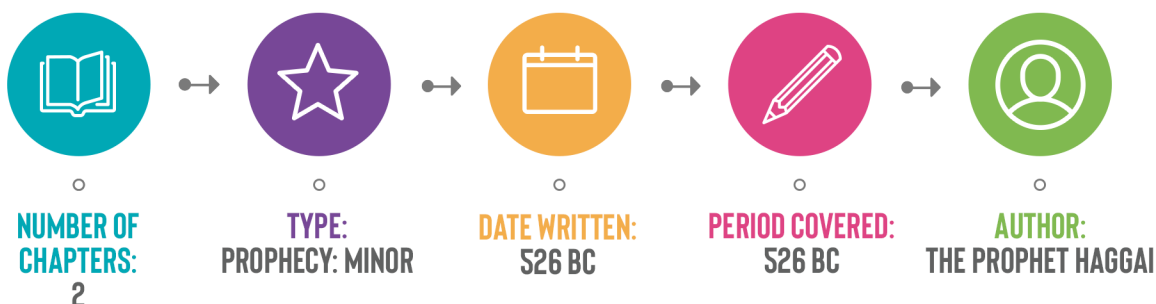 NUMBER OF
CHAPTERS:
2
TYPE:
PROPHECY: MINOR
DATE WRITTEN:
526 BC
PERIOD COVERED:
526 BC
AUTHOR:
THE PROPHET HAGGAI